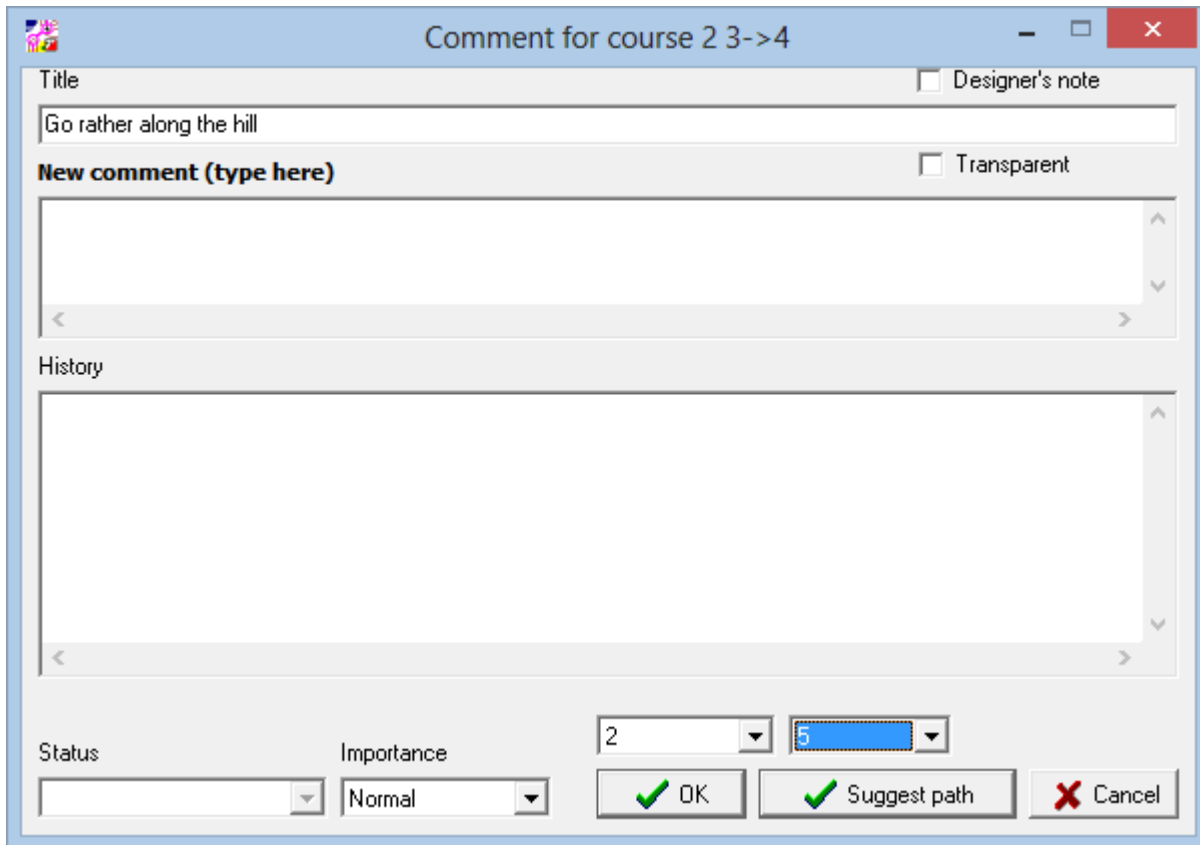 Comment for course 2 3->4
Title
Designer's note
Go rather along the hill
New comment (type here)
Transparent
History
2
5
Status
Importance
Normal
OK
Suggest path
Cancel